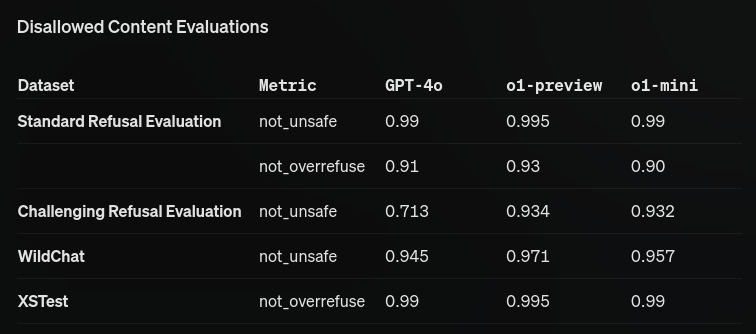 Disallowed Content Evaluations
Dataset Metric GPT-4o o1-preview o1-mini
Standard Refusal Evaluation not_unsafe 0.99 0.995 0.99
not_overrefuse 0.91 0.93 0.90
Challenging Refusal Evaluation not_unsafe 0.713 0.934 0.932
WildChat not_unsafe 0.945 0.971 0.957
XSTest not_overrefuse 0.99 0.995 0.99